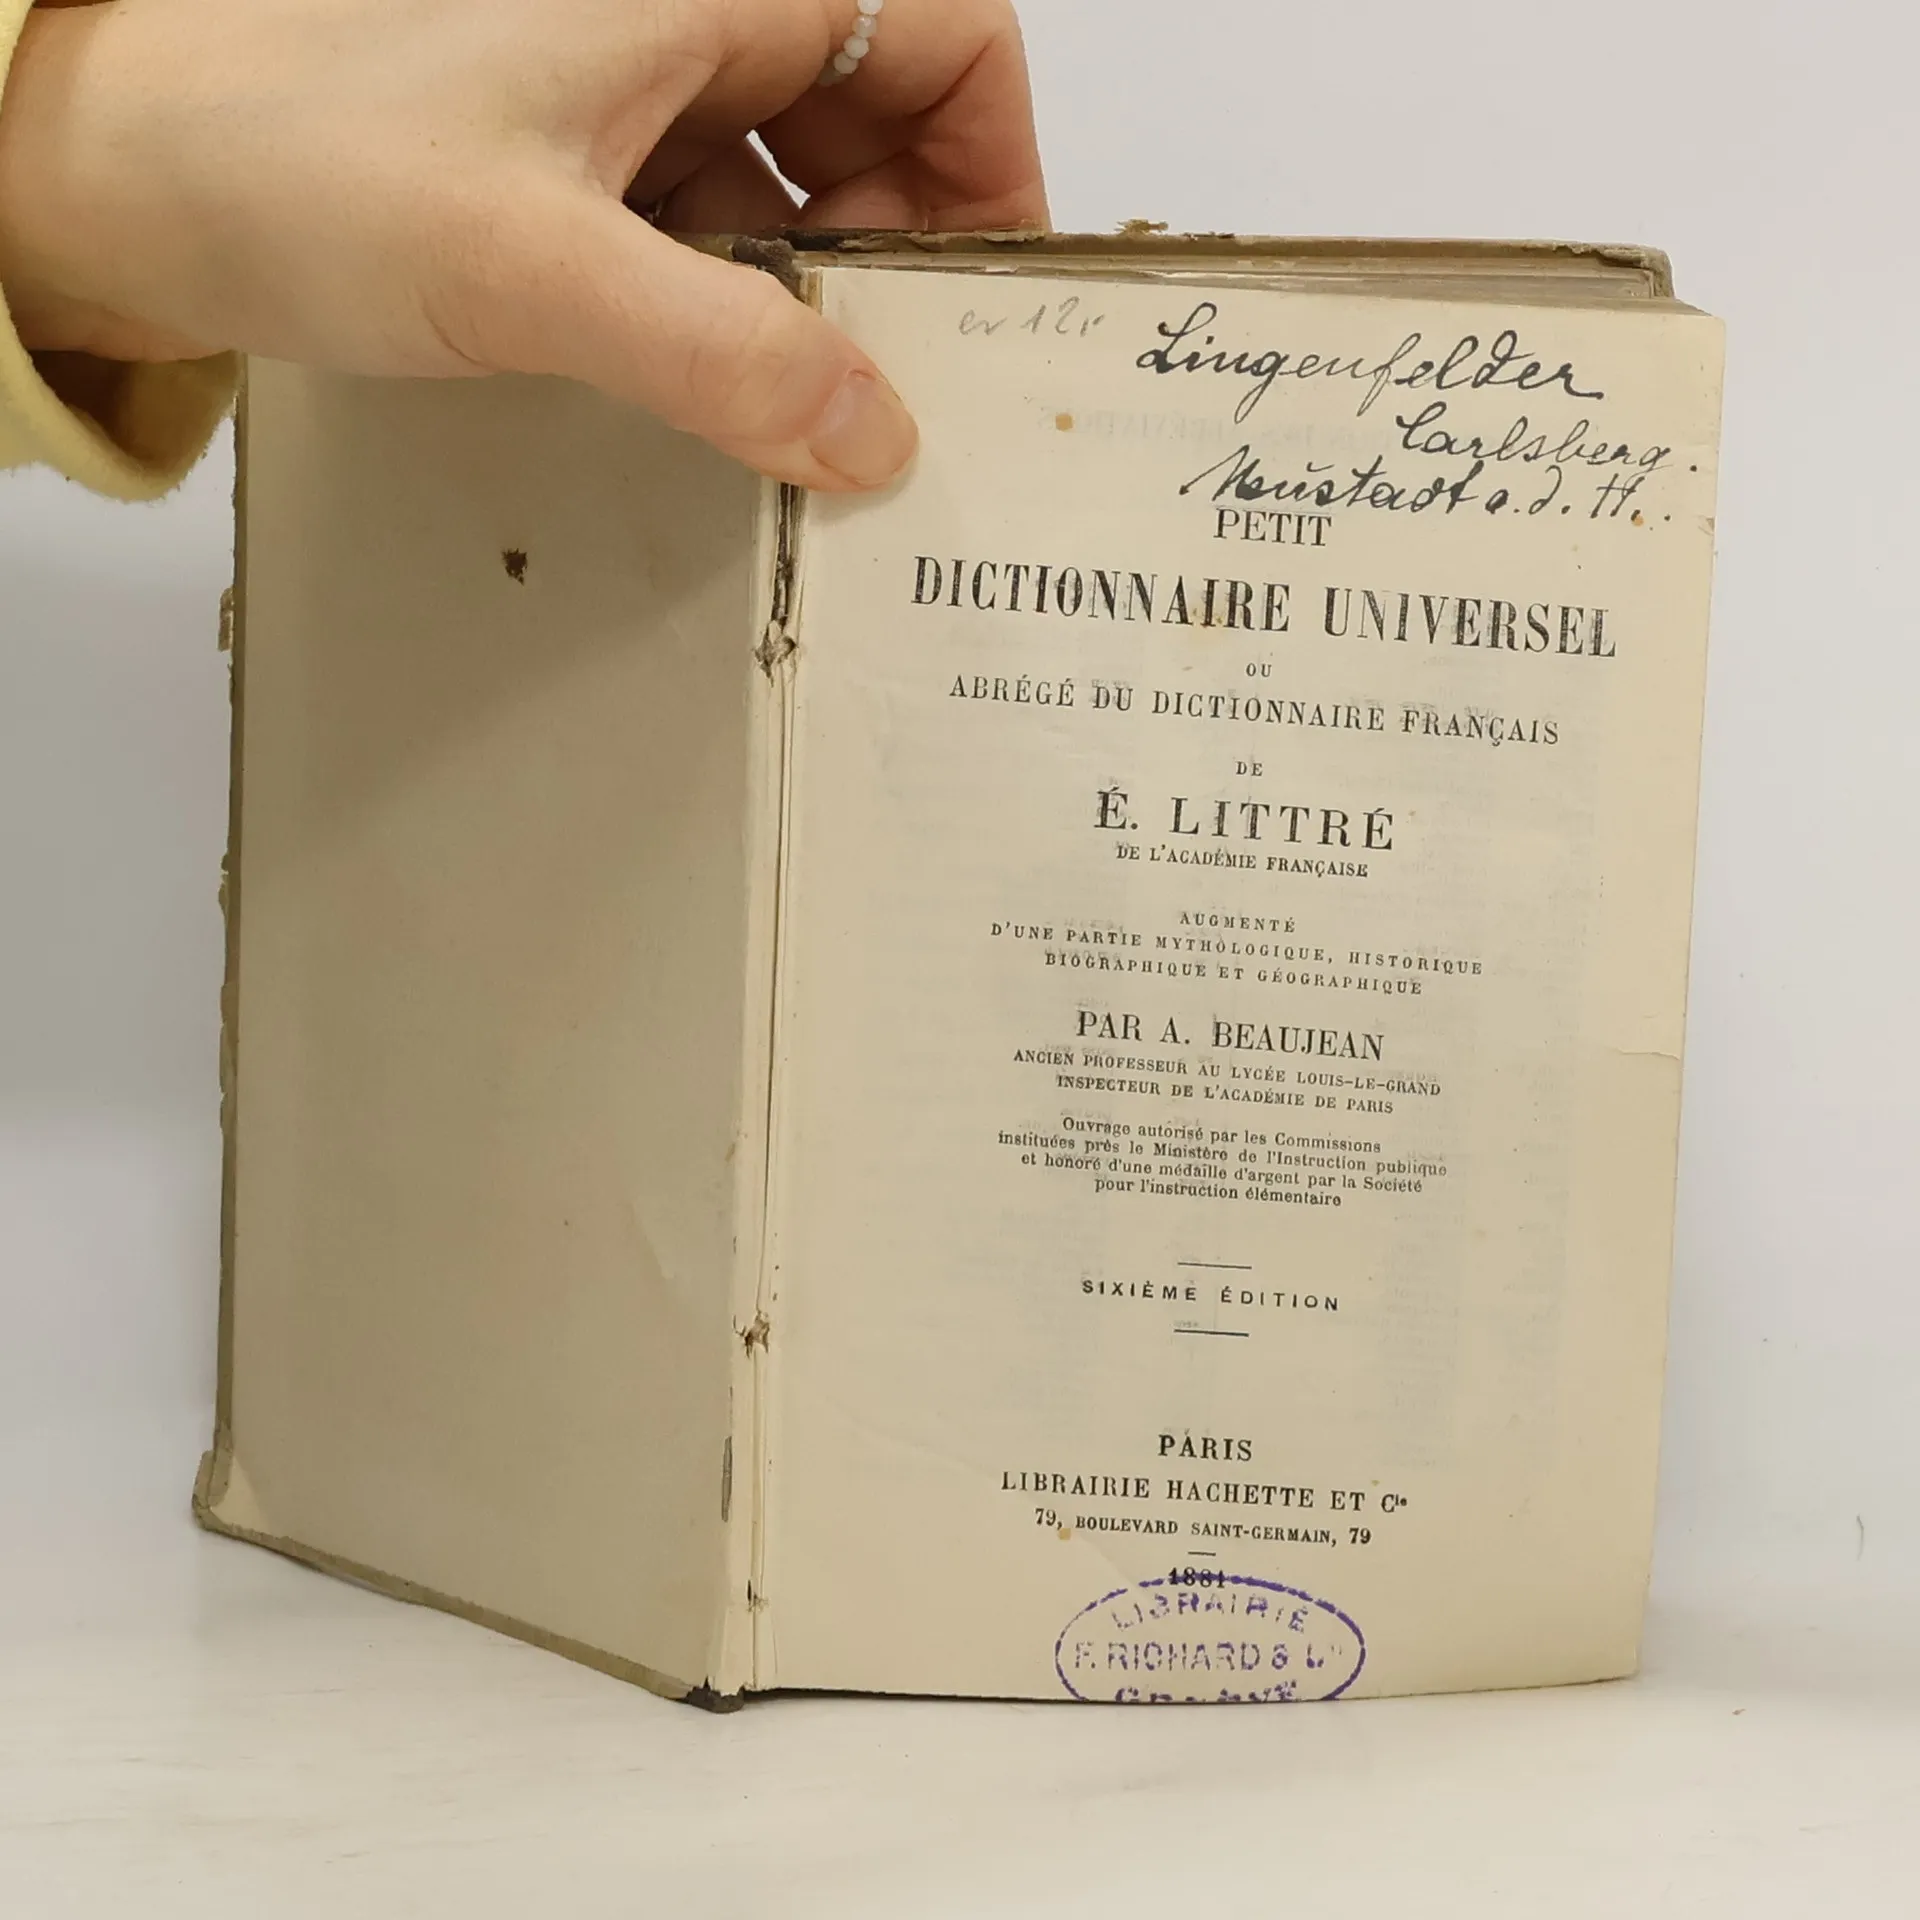 Lingenfelder
Carlsberg.
Neustadt a.d. H.
PETIT
DICTIONNAIRE UNIVERSEL
OU
ABRÉGÉ DU DICTIONNAIRE FRANÇAIS
DE
É. LITTRÉ
DE L'ACADÉMIE FRANÇAISE
AUGMENTÉ
D'UNE PARTIE MYTHOLOGIQUE, HISTORIQUE
BIOGRAPHIQUE ET GÉOGRAPHIQUE
PAR A. BEAUJEAN
ANCIEN PROFESSEUR AU LYCÉE LOUIS-LE-GRAND
INSPECTEUR DE L'ACADÉMIE DE PARIS
Ouvrage autorisé par les Commissions
instituées près le Ministère de l'Instruction publique
et honoré d'une médaille d'argent par la Société
pour l'instruction élémentaire
SIXIÈME ÉDITION
PARIS
LIBRAIRIE HACHETTE ET Cie
79, BOULEVARD SAINT-GERMAIN, 79
1881
LIBRAIRIE
F. RICHARD &